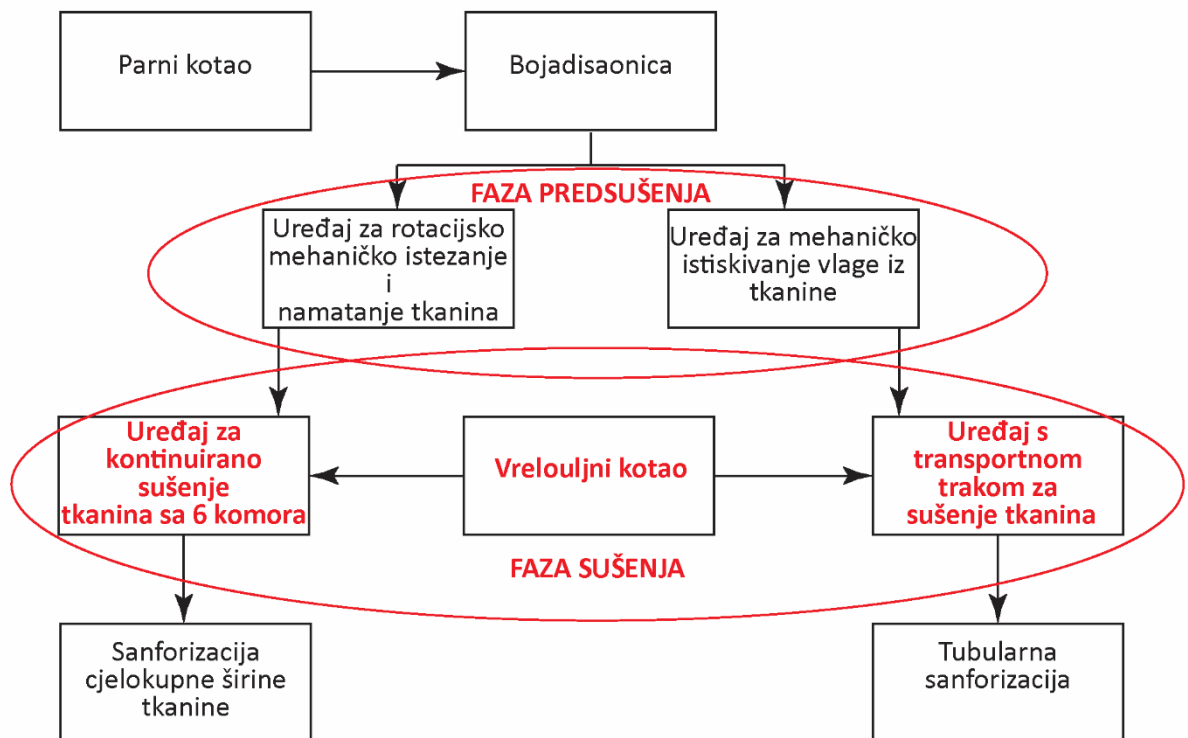 Parni kotao
Bojadisaonica
FAZA PREDSUŠENJA
Uređaj za rotacijsko
mehaničko istezanje
i
namatanje tkanina
Uređaj za mehaničko
istiskivanje vlage iz
tkanine
Uređaj za
kontinuirano
sušenje
tkanina sa 6 komora
Vrelouljni kotao
Uređaj s
transportnom
trakom za
sušenje tkanina
FAZA SUŠENJA
Sanforizacija
cjelokupne širine
tkanine
Tubularna
sanforizacija